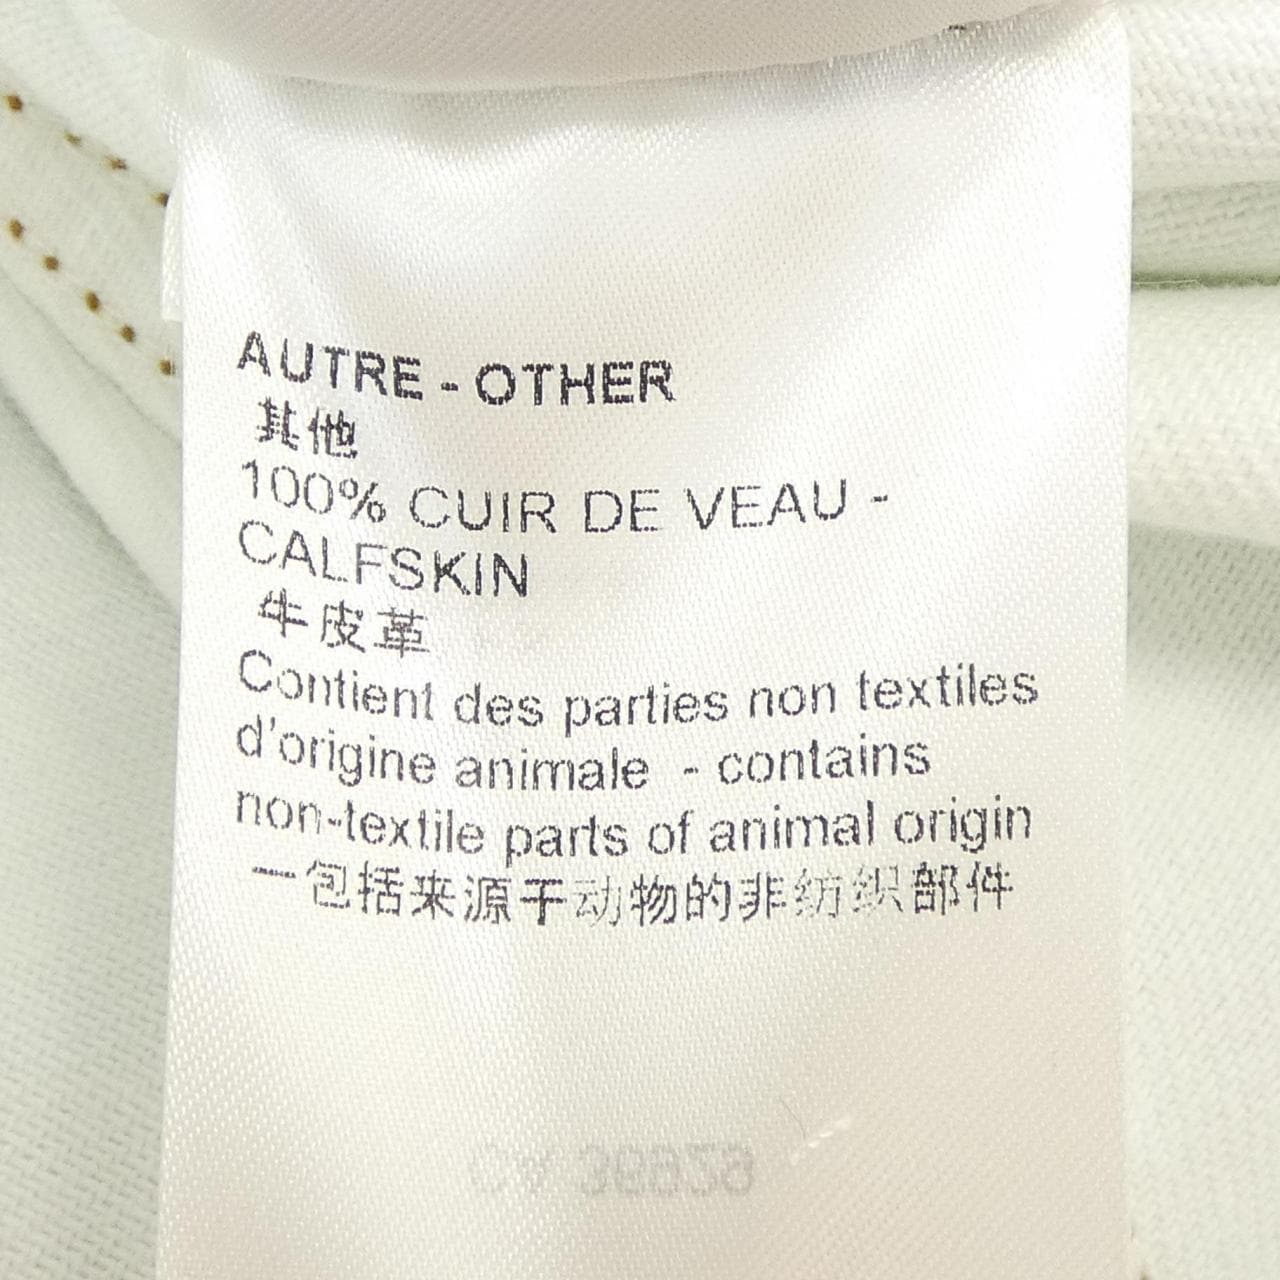 AUTRE - OTHER
其他
100% CUIR DE VEAU -
CALFSKIN
牛皮革
Contient des parties non textiles
d'origine animale - contains
non-textile parts of animal origin
一包括来源于动物的非纺织部件